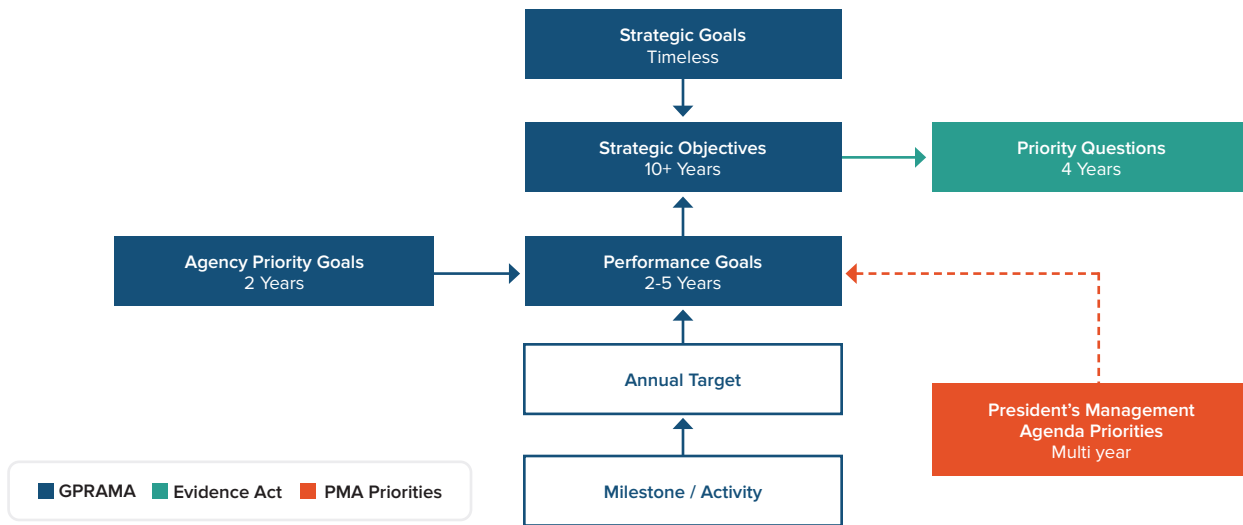 Strategic Goals
Timeless
Strategic Objectives
10+ Years
Priority Questions
4 Years
Agency Priority Goals
2 Years
Performance Goals
2-5 Years
Annual Target
President’s Management
Agenda Priorities
Multi year
Milestone / Activity
GPRAMA
Evidence Act
PMA Priorities